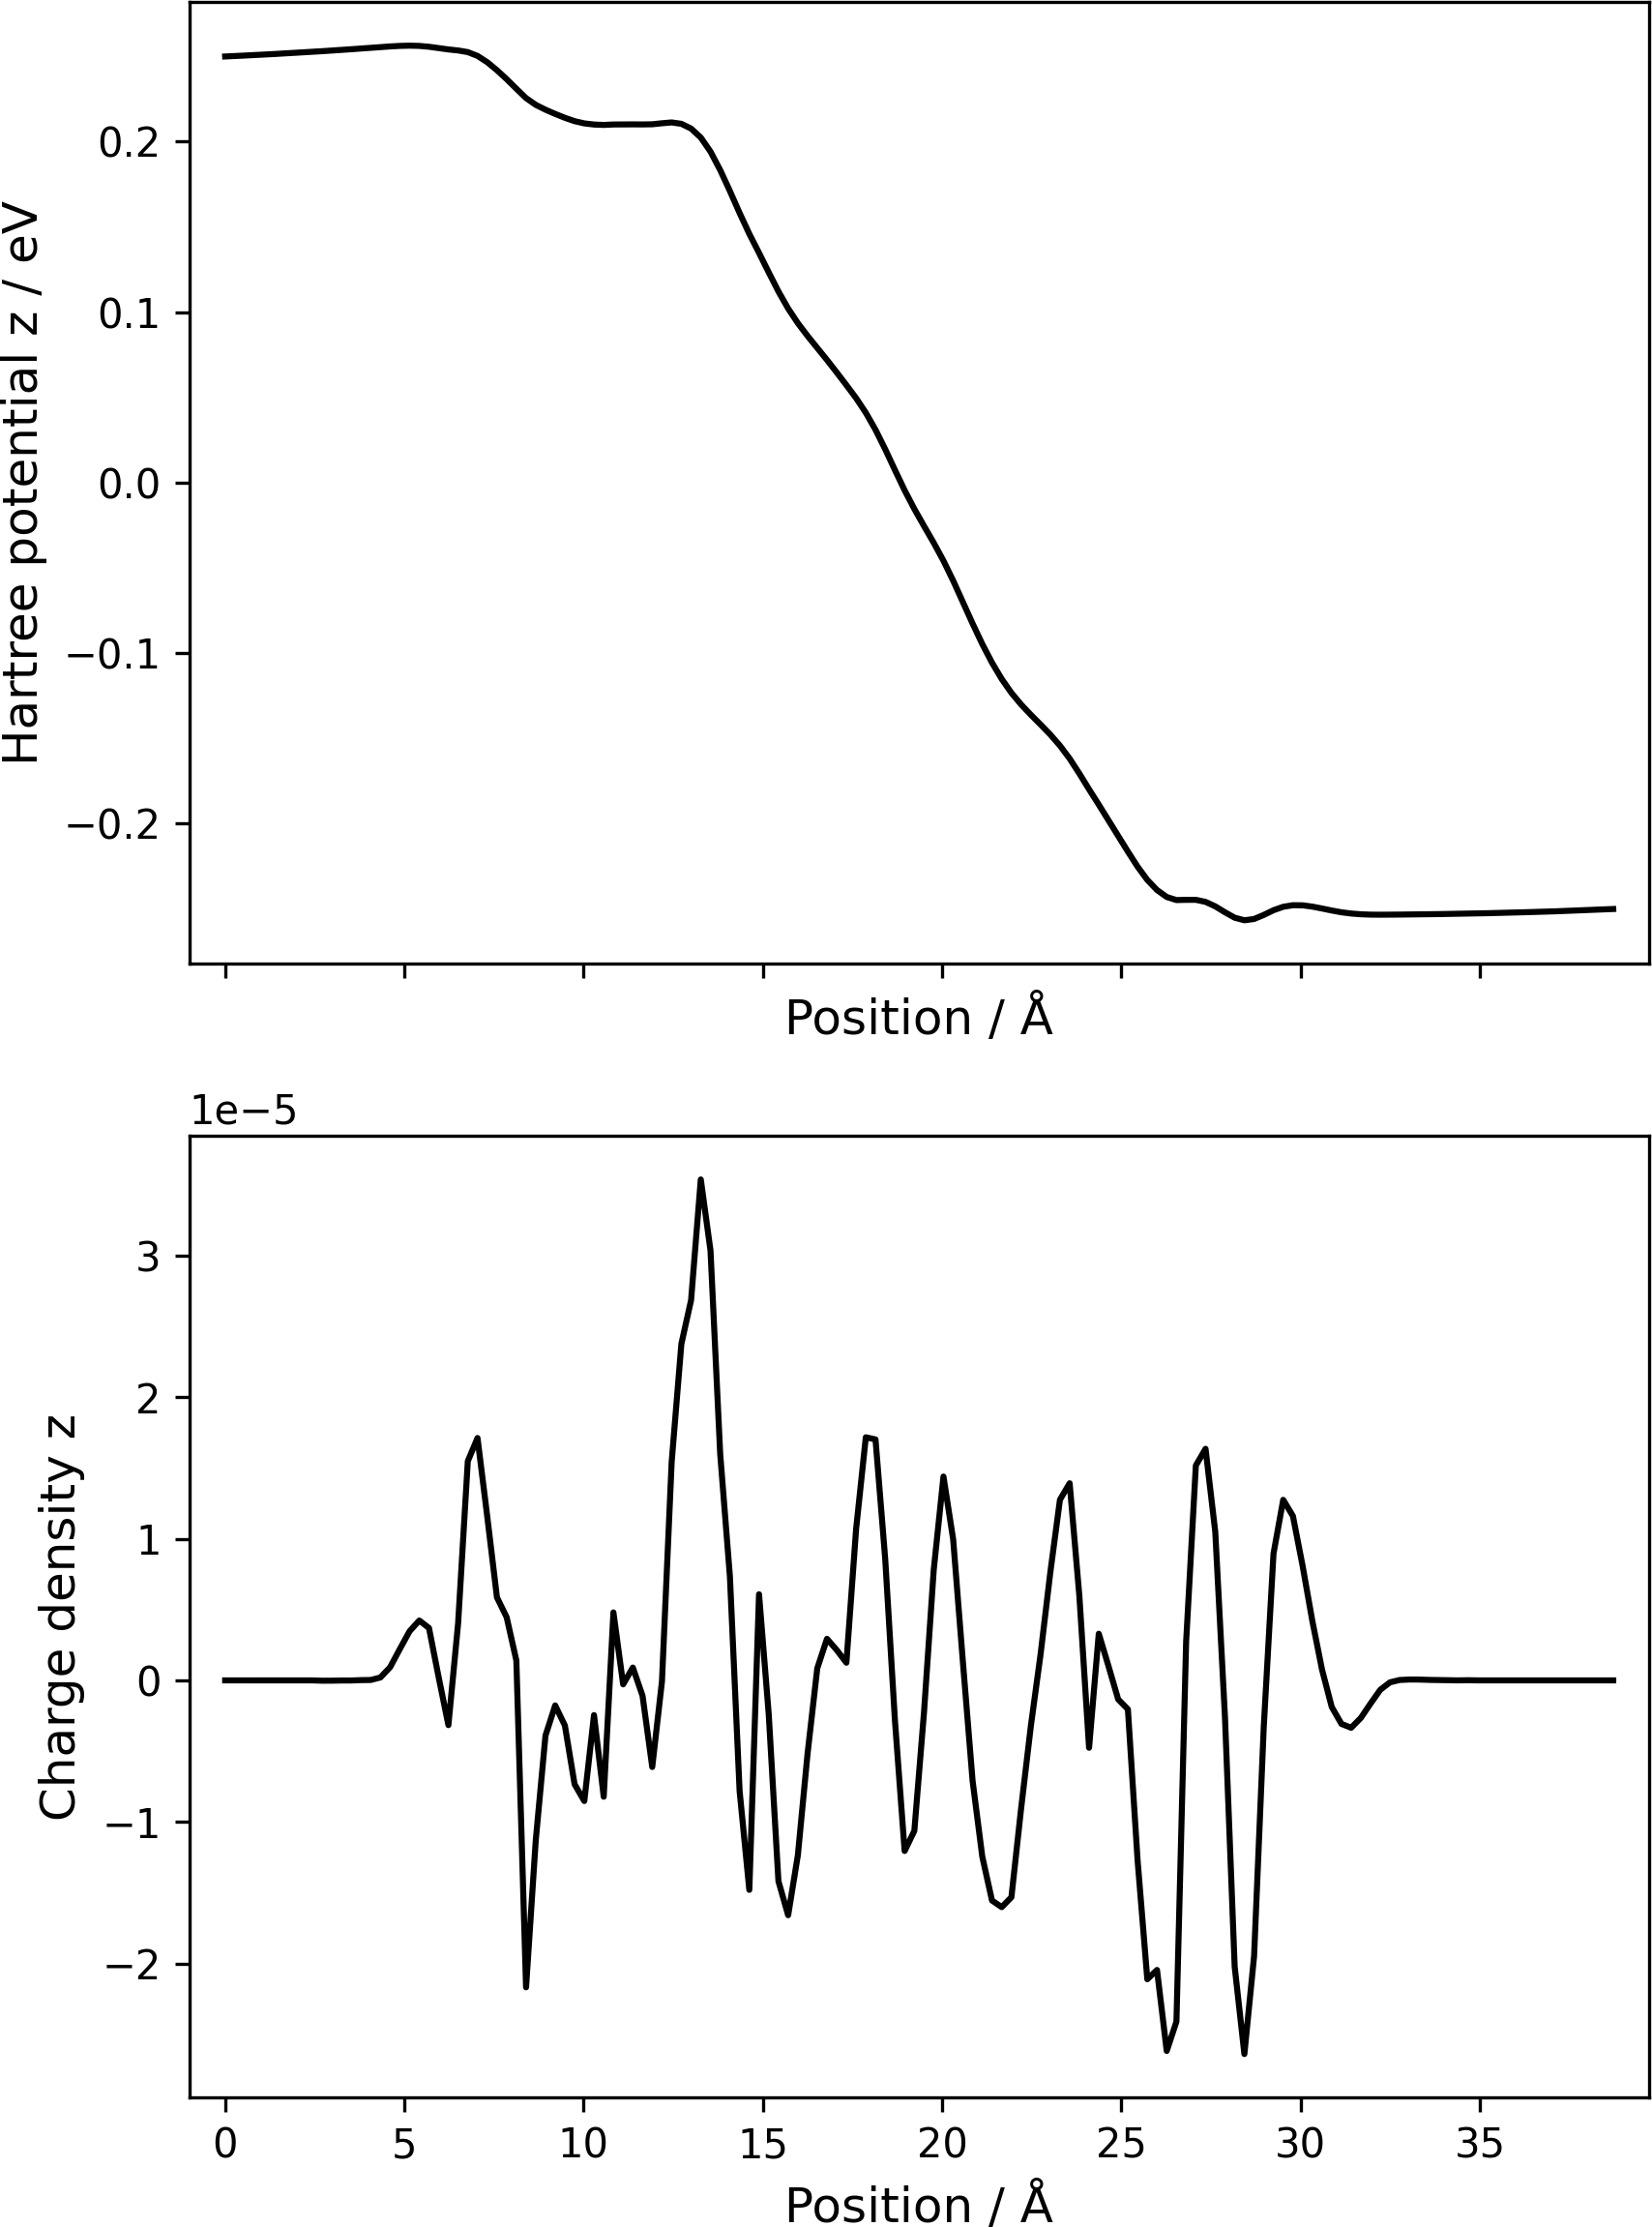 Hartree potential z / eV
0.2
0.1
0.0
−0.1
−0.2
Position / Å
1e−5
Charge density z
3
2
1
0
−1
−2
0 5 10 15 20 25 30 35
Position / Å